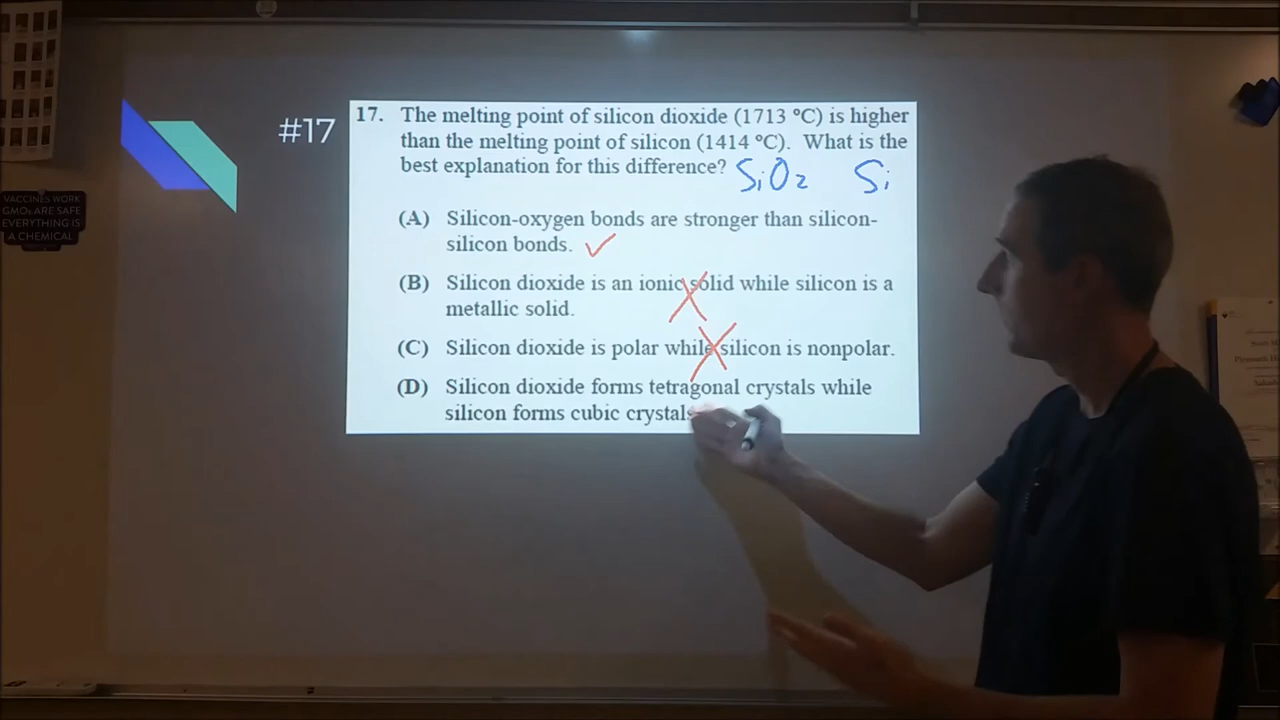 #17
17. The melting point of silicon dioxide (1713 ºC) is higher
than the melting point of silicon (1414 ºC). What is the
best explanation for this difference?
SiO2 Si
(A) Silicon-oxygen bonds are stronger than silicon-
silicon bonds.
(B) Silicon dioxide is an ionic solid while silicon is a
metallic solid.
(C) Silicon dioxide is polar while silicon is nonpolar.
(D) Silicon dioxide forms tetragonal crystals while
silicon forms cubic crystals
VACCINES WORK
GMOs ARE SAFE
EVERYTHING IS
A CHEMICAL